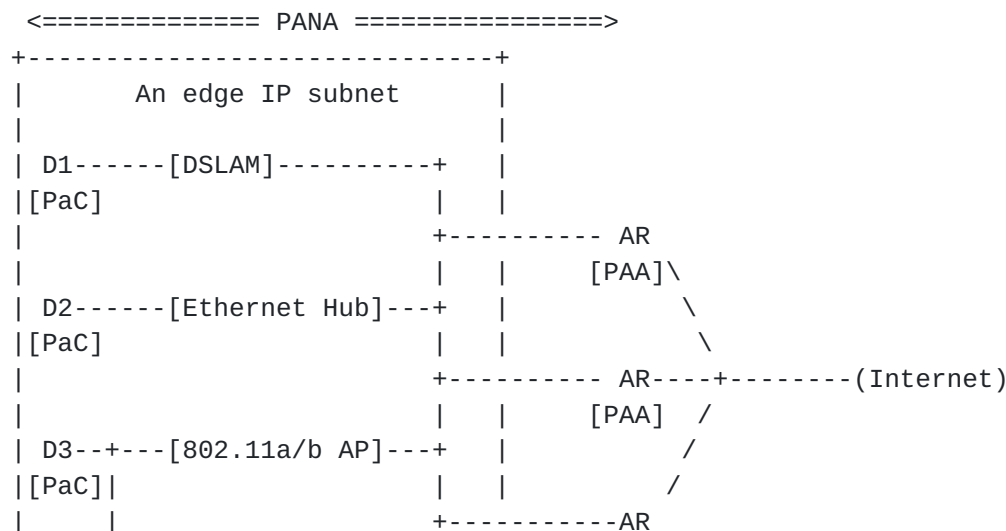 <============== PANA ================>
+------------------------------+
|       An edge IP subnet      |
|                              |
| D1------[DSLAM]----------+   |
|[PaC]                     |   |
|                          +---------- AR
|                          |   |     [PAA]\
| D2------[Ethernet Hub]---+   |           \
|[PaC]                     |   |            \
|                          +---------- AR----+--------(Internet)
|                          |   |     [PAA]  /
| D3--+---[802.11a/b AP]---+   |           /
|[PaC]|                    |   |          /
|     |                    +-----------AR